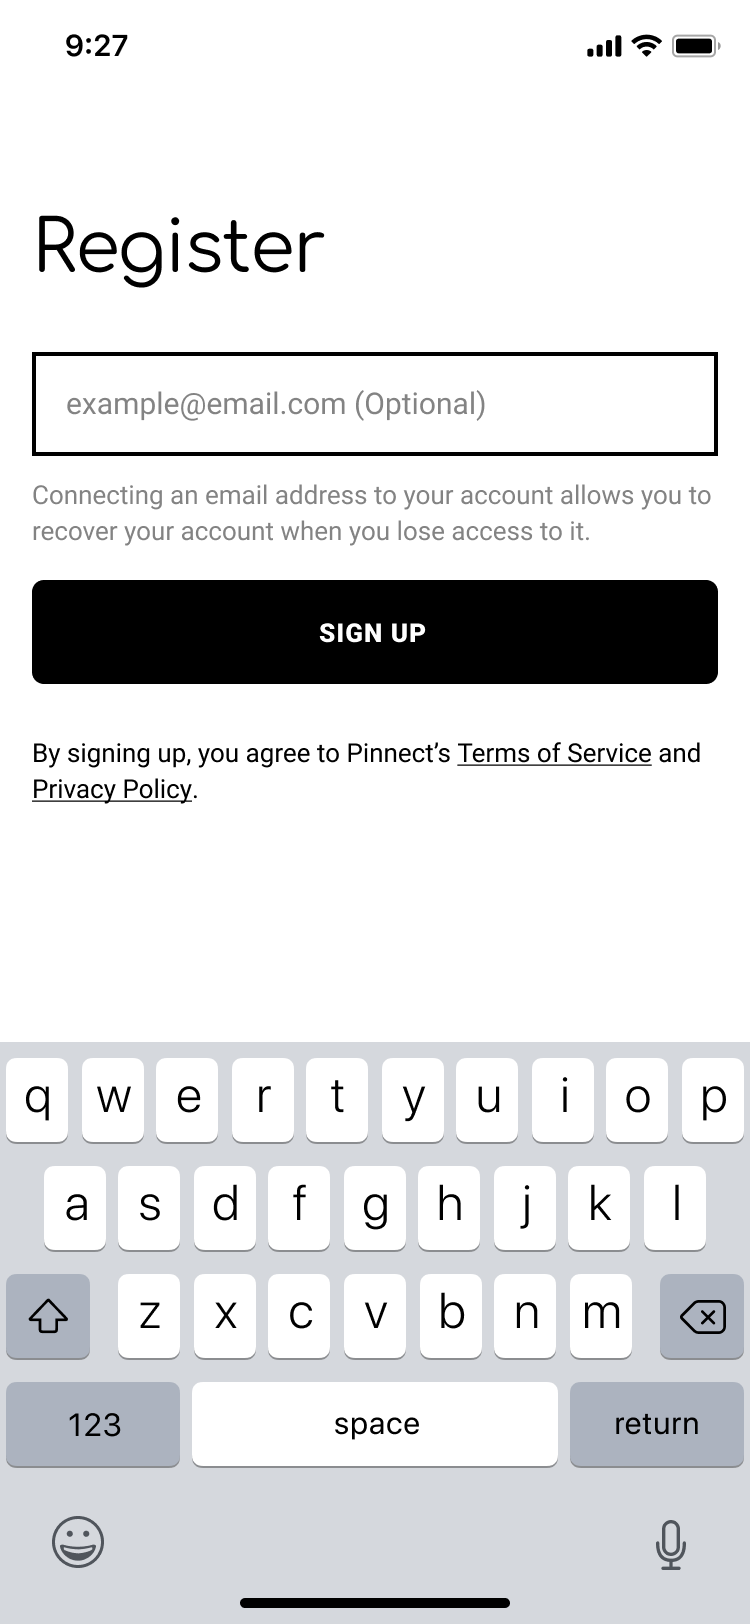 9:27
Register
example@email.com (Optional)
Connecting an email address to your account allows you to
recover your account when you lose access to it.
SIGN UP
By signing up, you agree to Pinnect’s Terms of Service and
Privacy Policy.
q w e r t y u i o p
a s d f g h j k l
z x c v b n m
123 space return